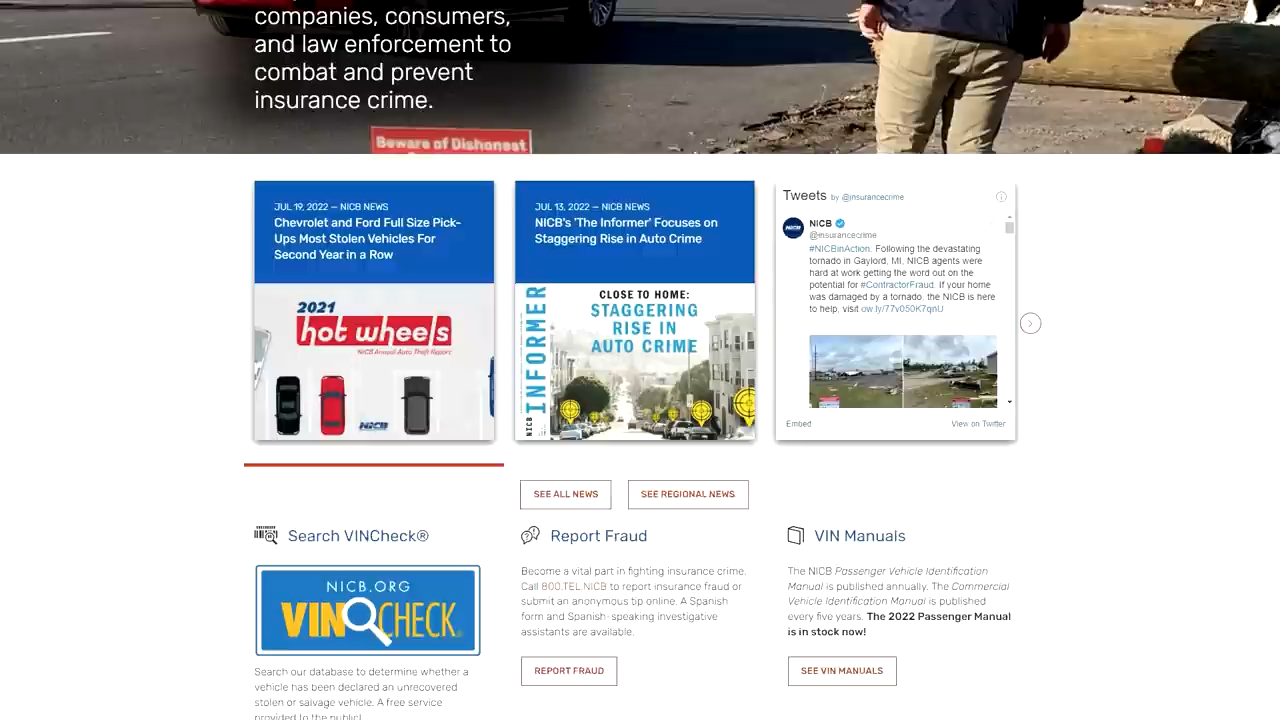 companies, consumers,
and law enforcement to
combat and prevent
insurance crime.
Beware of Dishonest
JUL 19, 2022 — NICB NEWS
Chevrolet and Ford Full Size Pick-
Ups Most Stolen Vehicles For
Second Year in a Row
2021
hot wheels
NICB Annual Auto Theft Report
NICB
JUL 13, 2022 — NICB NEWS
NICB's 'The Informer' Focuses on
Staggering Rise in Auto Crime
NICB INFORMER
CLOSE TO HOME:
STAGGERING
RISE IN
AUTO CRIME
Tweets by @insurancecrime
NICB
NICB
@insurancecrime
#NICBinAction. Following the devastating
tornado in Gaylord, MI, NICB agents were
hard at work getting the word out on the
potential for #ContractorFraud. If your home
was damaged by a tornado. the NICB is here
to help, visit ow.ly/77v050K7qnU
Embed
View on Twitter
SEE ALL NEWS
SEE REGIONAL NEWS
Search VINCheck®
NICB.ORG
VINCHECK®
Search our database to determine whether a
vehicle has been declared an unrecovered
stolen or salvage vehicle. A free service
provided to the public!
Report Fraud
Become a vital part in fighting insurance crime.
Call 800.TEL.NICB to report insurance fraud or
submit an anonymous tip online. A Spanish
form and Spanish-speaking investigative
assistants are available.
REPORT FRAUD
VIN Manuals
The NICB Passenger Vehicle Identification
Manual is published annually. The Commercial
Vehicle Identification Manual is published
every five years. The 2022 Passenger Manual
is in stock now!
SEE VIN MANUALS